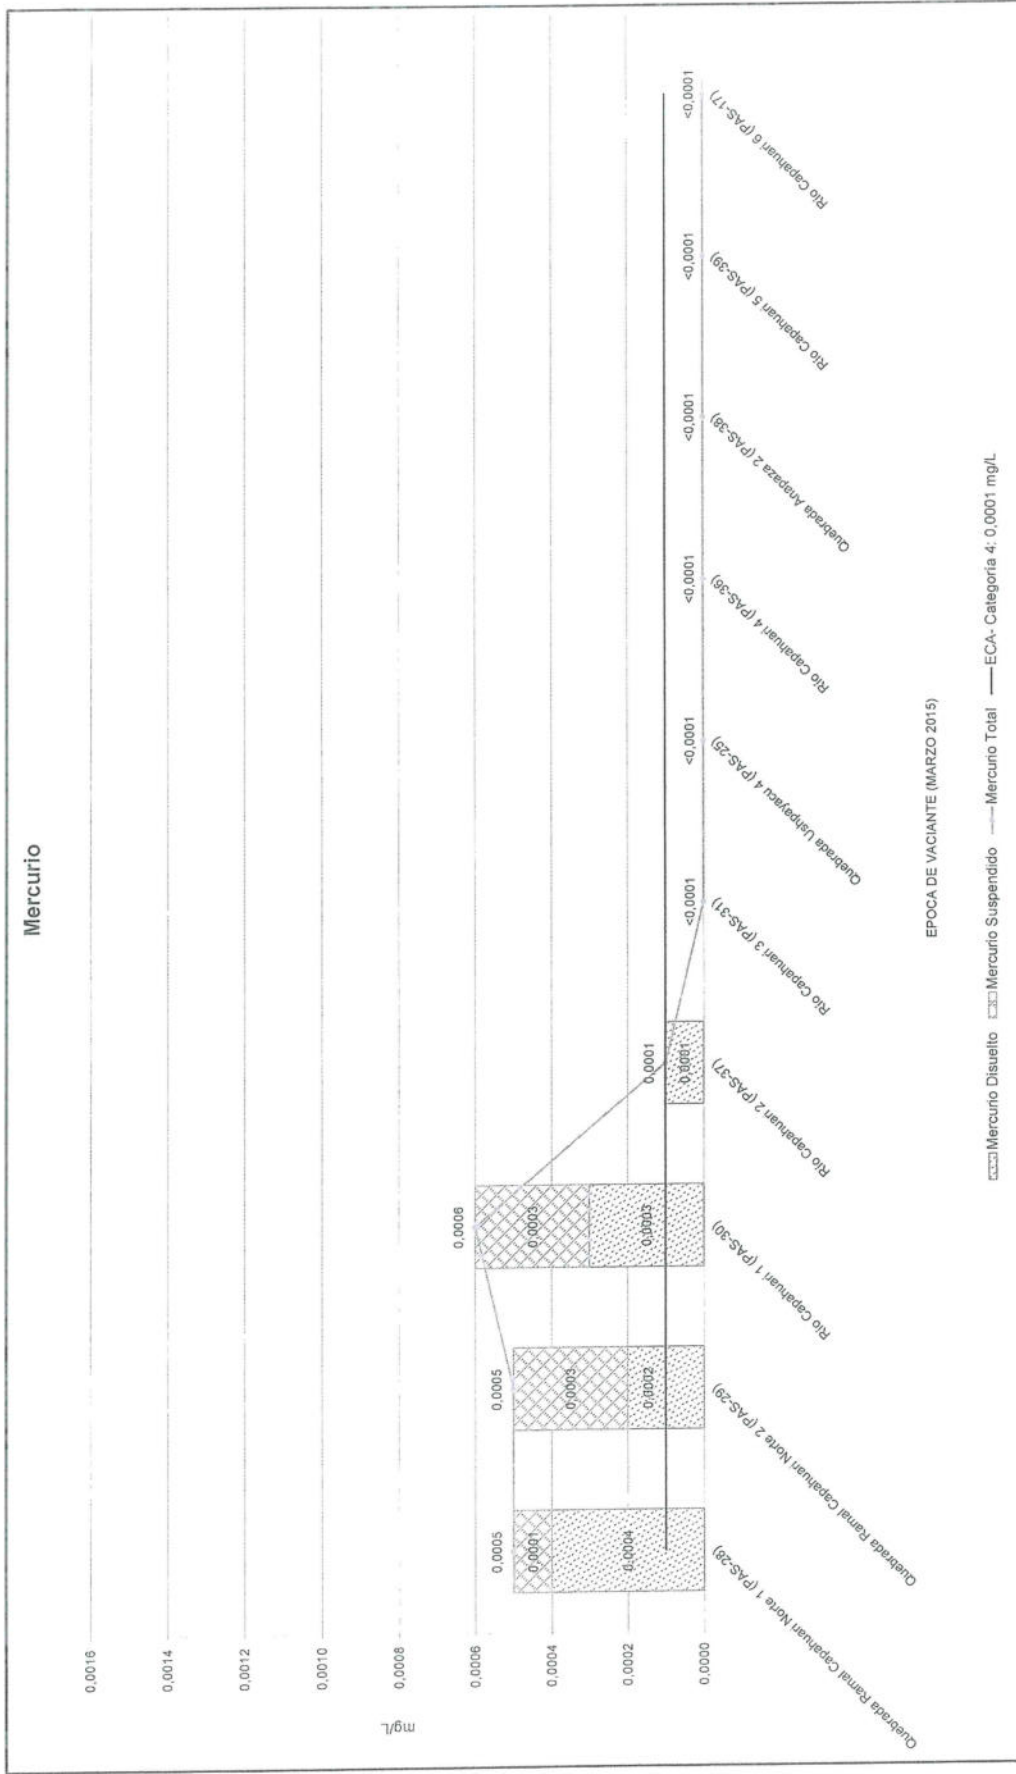 Mercurio
0,0016
0,0014
0,0012
0,0010
0,0008
0,0006
0,0004
0,0002
0,0000
mg/L
0,0005
0,0001
0,0004
0,0005
0,0003
0,0002
0,0006
0,0003
0,0003
0,0001
0,0001
<0,0001
<0,0001
<0,0001
<0,0001
<0,0001
<0,0001
Quebrada Ramal Capahuari Norte 1 (PAS-28)
Quebrada Ramal Capahuari Norte 2 (PAS-29)
Río Capahuari 1 (PAS-30)
Río Capahuari 2 (PAS-37)
Río Capahuari 3 (PAS-31)
Quebrada Ushpayacu 4 (PAS-25)
Río Capahuari 4 (PAS-36)
Quebrada Anapaza 2 (PAS-38)
Río Capahuari 5 (PAS-39)
Río Capahuari 6 (PAS-17)
EPOCA DE VACIANTE (MARZO 2015)
Mercurio Disuelto Mercurio Suspendido Mercurio Total ECA- Categoria 4: 0,0001 mg/L